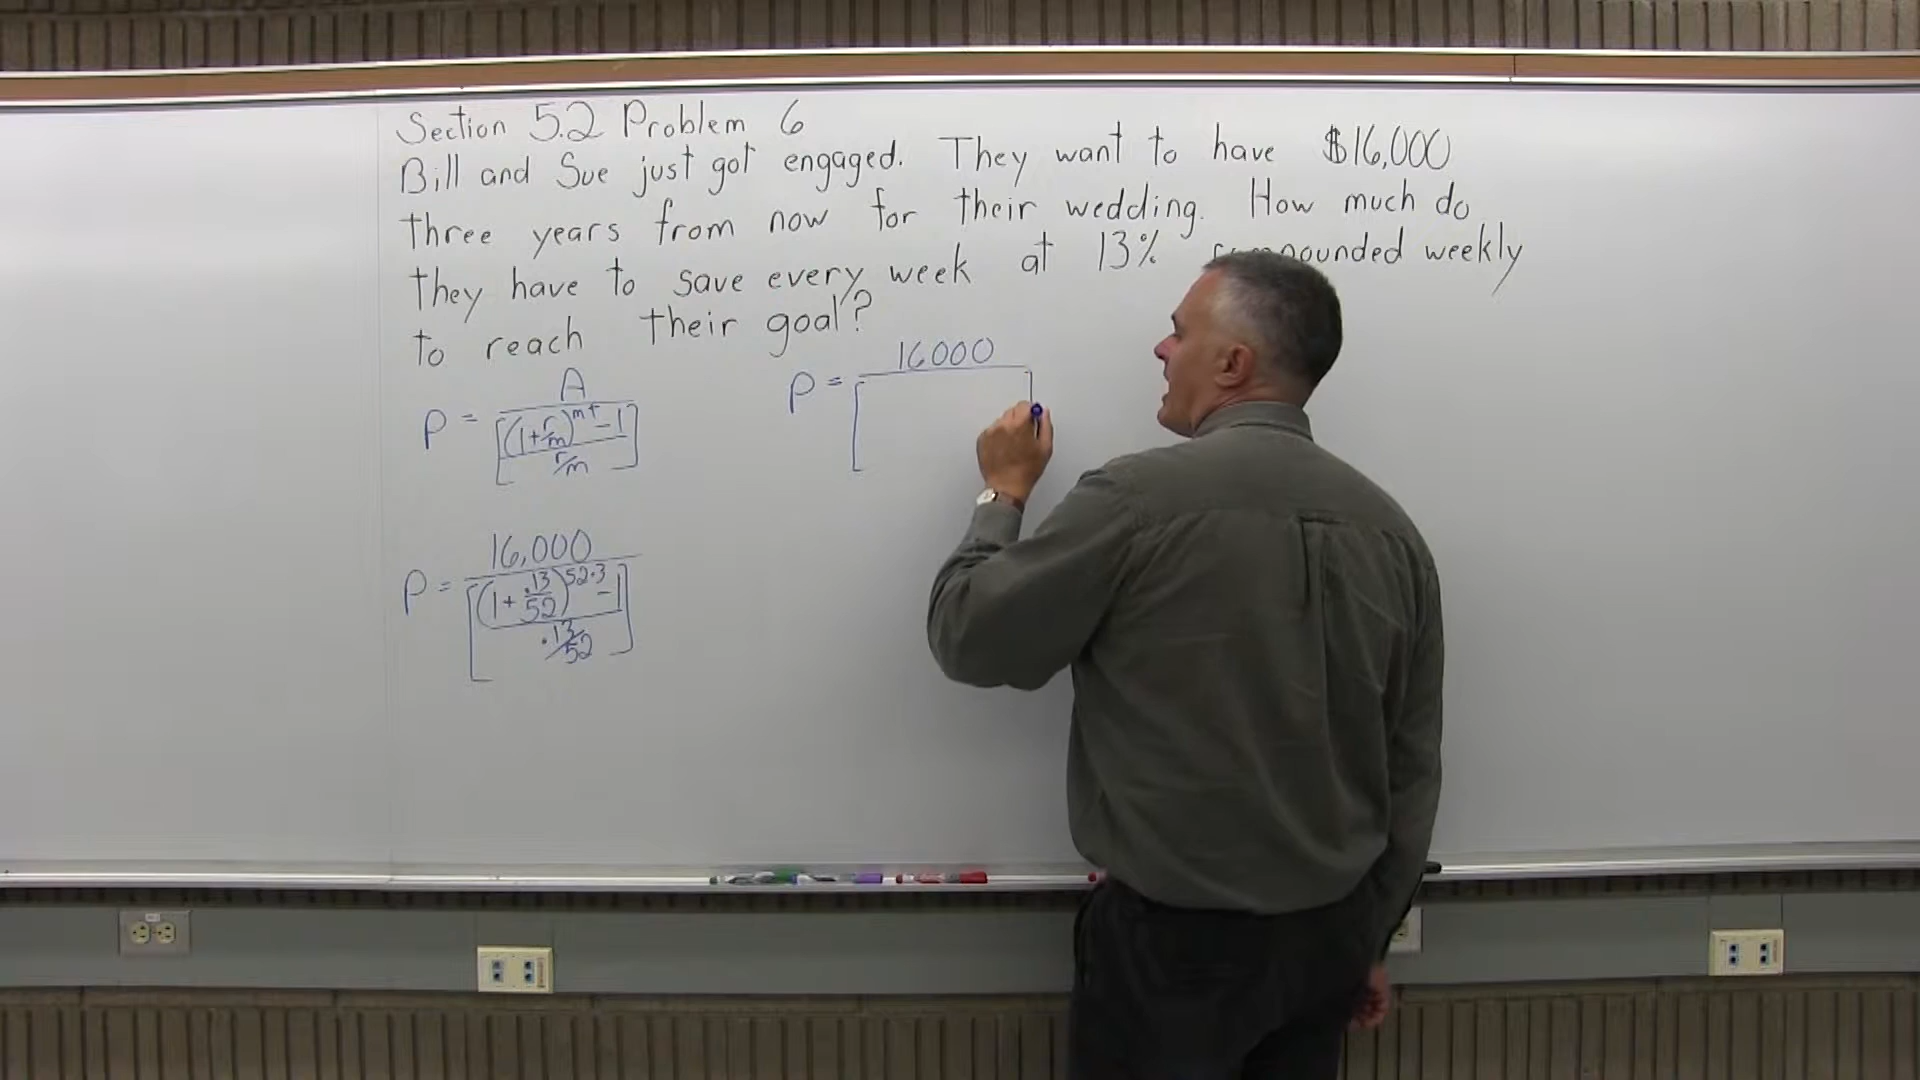 Section 5.2 Problem 6
Bill and Sue just got engaged. They want to have $16,000
three years from now for their wedding. How much do
they have to save every week at 13% weekly
to reach their goal?
P = A / [((1 + r/m)^mt - 1) / (r/m)]
P = 16000 / [
P = 16,000 / [((1 + .13/52)^52·3 - 1) / (.13/52)]